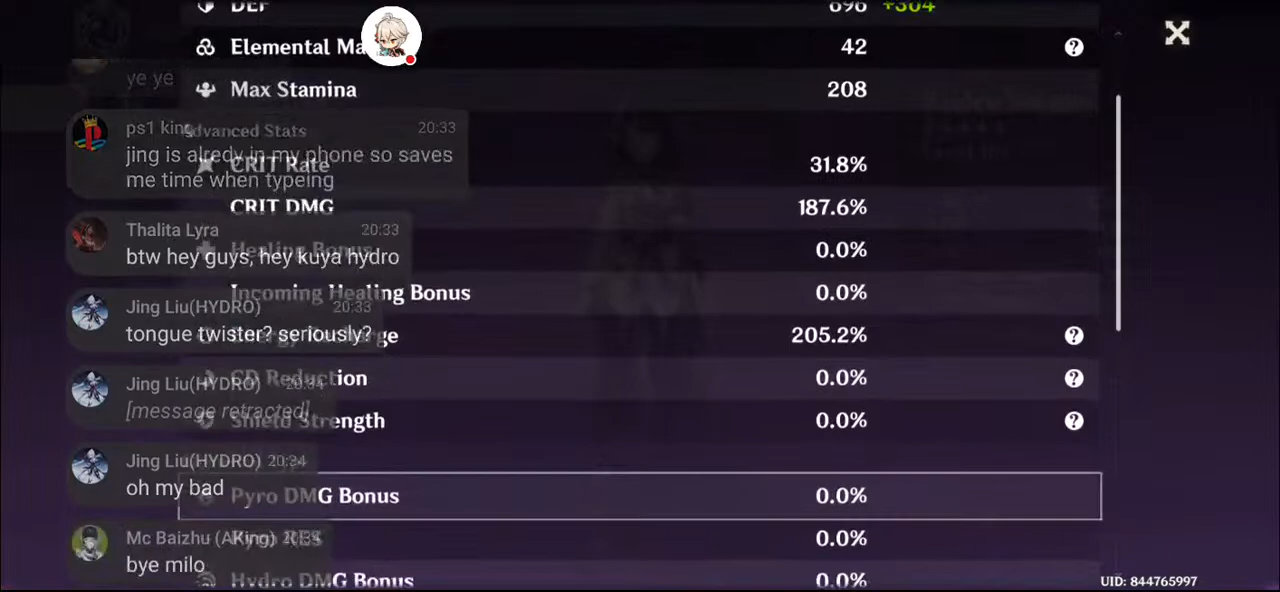 DEF 696 +304
Elemental Ma 42 ?
Max Stamina 208
ye ye
ps1 king 20:33
jing is alredy in my phone so saves
me time when typeing
Advanced Stats
CRIT Rate 31.8%
CRIT DMG 187.6%
Thalita Lyra 20:33
btw hey guys, hey kuya hydro
Healing Bonus 0.0%
Incoming Healing Bonus 0.0%
Jing Liu(HYDRO) 20:33
tongue twister? seriously?
Energy Recharge 205.2% ?
Jing Liu(HYDRO) 20:34
[message retracted]
CD Reduction 0.0% ?
Shield Strength 0.0% ?
Jing Liu(HYDRO) 20:34
oh my bad
Pyro DMG Bonus 0.0%
Mc Baizhu (AKing) 20:34
bye milo
RES 0.0%
Hydro DMG Bonus 0.0%
UID: 844765997